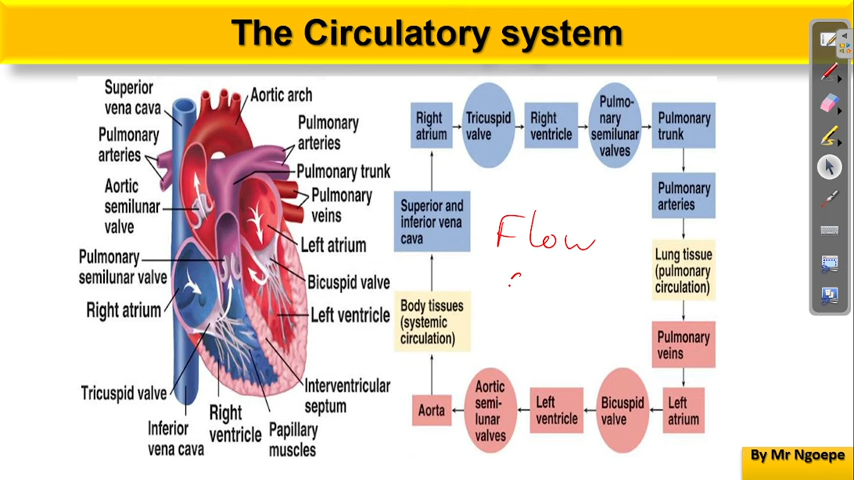 The Circulatory system
Superior
vena cava
Aortic arch
Pulmonary
arteries
Pulmonary
arteries
Pulmonary trunk
Aortic
semilunar
valve
Pulmonary
veins
Left atrium
Pulmonary
semilunar valve
Bicuspid valve
Right atrium
Left ventricle
Tricuspid valve
Interventricular
septum
Inferior
vena cava
Right
ventricle
Papillary
muscles
Right
atrium
Tricuspid
valve
Right
ventricle
Pulmo-
nary
semilunar
valves
Pulmonary
trunk
Pulmonary
arteries
Superior and
inferior vena
cava
Flow
Lung tissue
(pulmonary
circulation)
Body tissues
(systemic
circulation)
Pulmonary
veins
Aorta
Aortic
semi-
lunar
valves
Left
ventricle
Bicuspid
valve
Left
atrium
By Mr Ngoepe